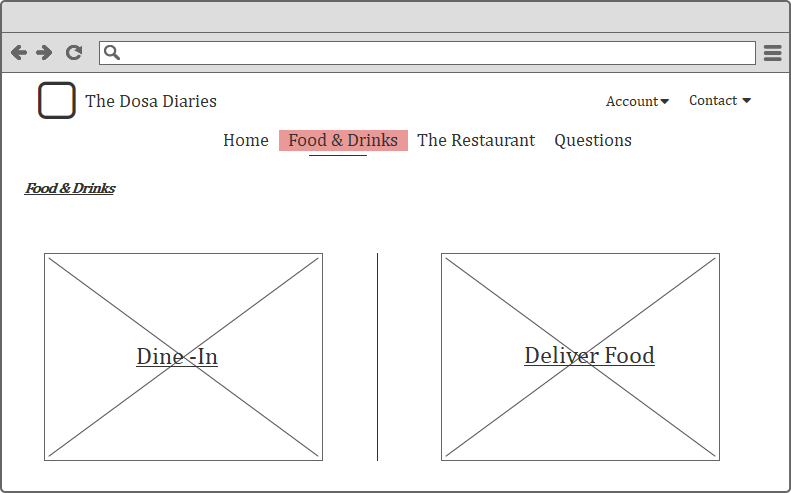 The Dosa Diaries
Account
Contact
Home
Food & Drinks
The Restaurant
Questions
Food & Drinks
Dine -In
Deliver Food